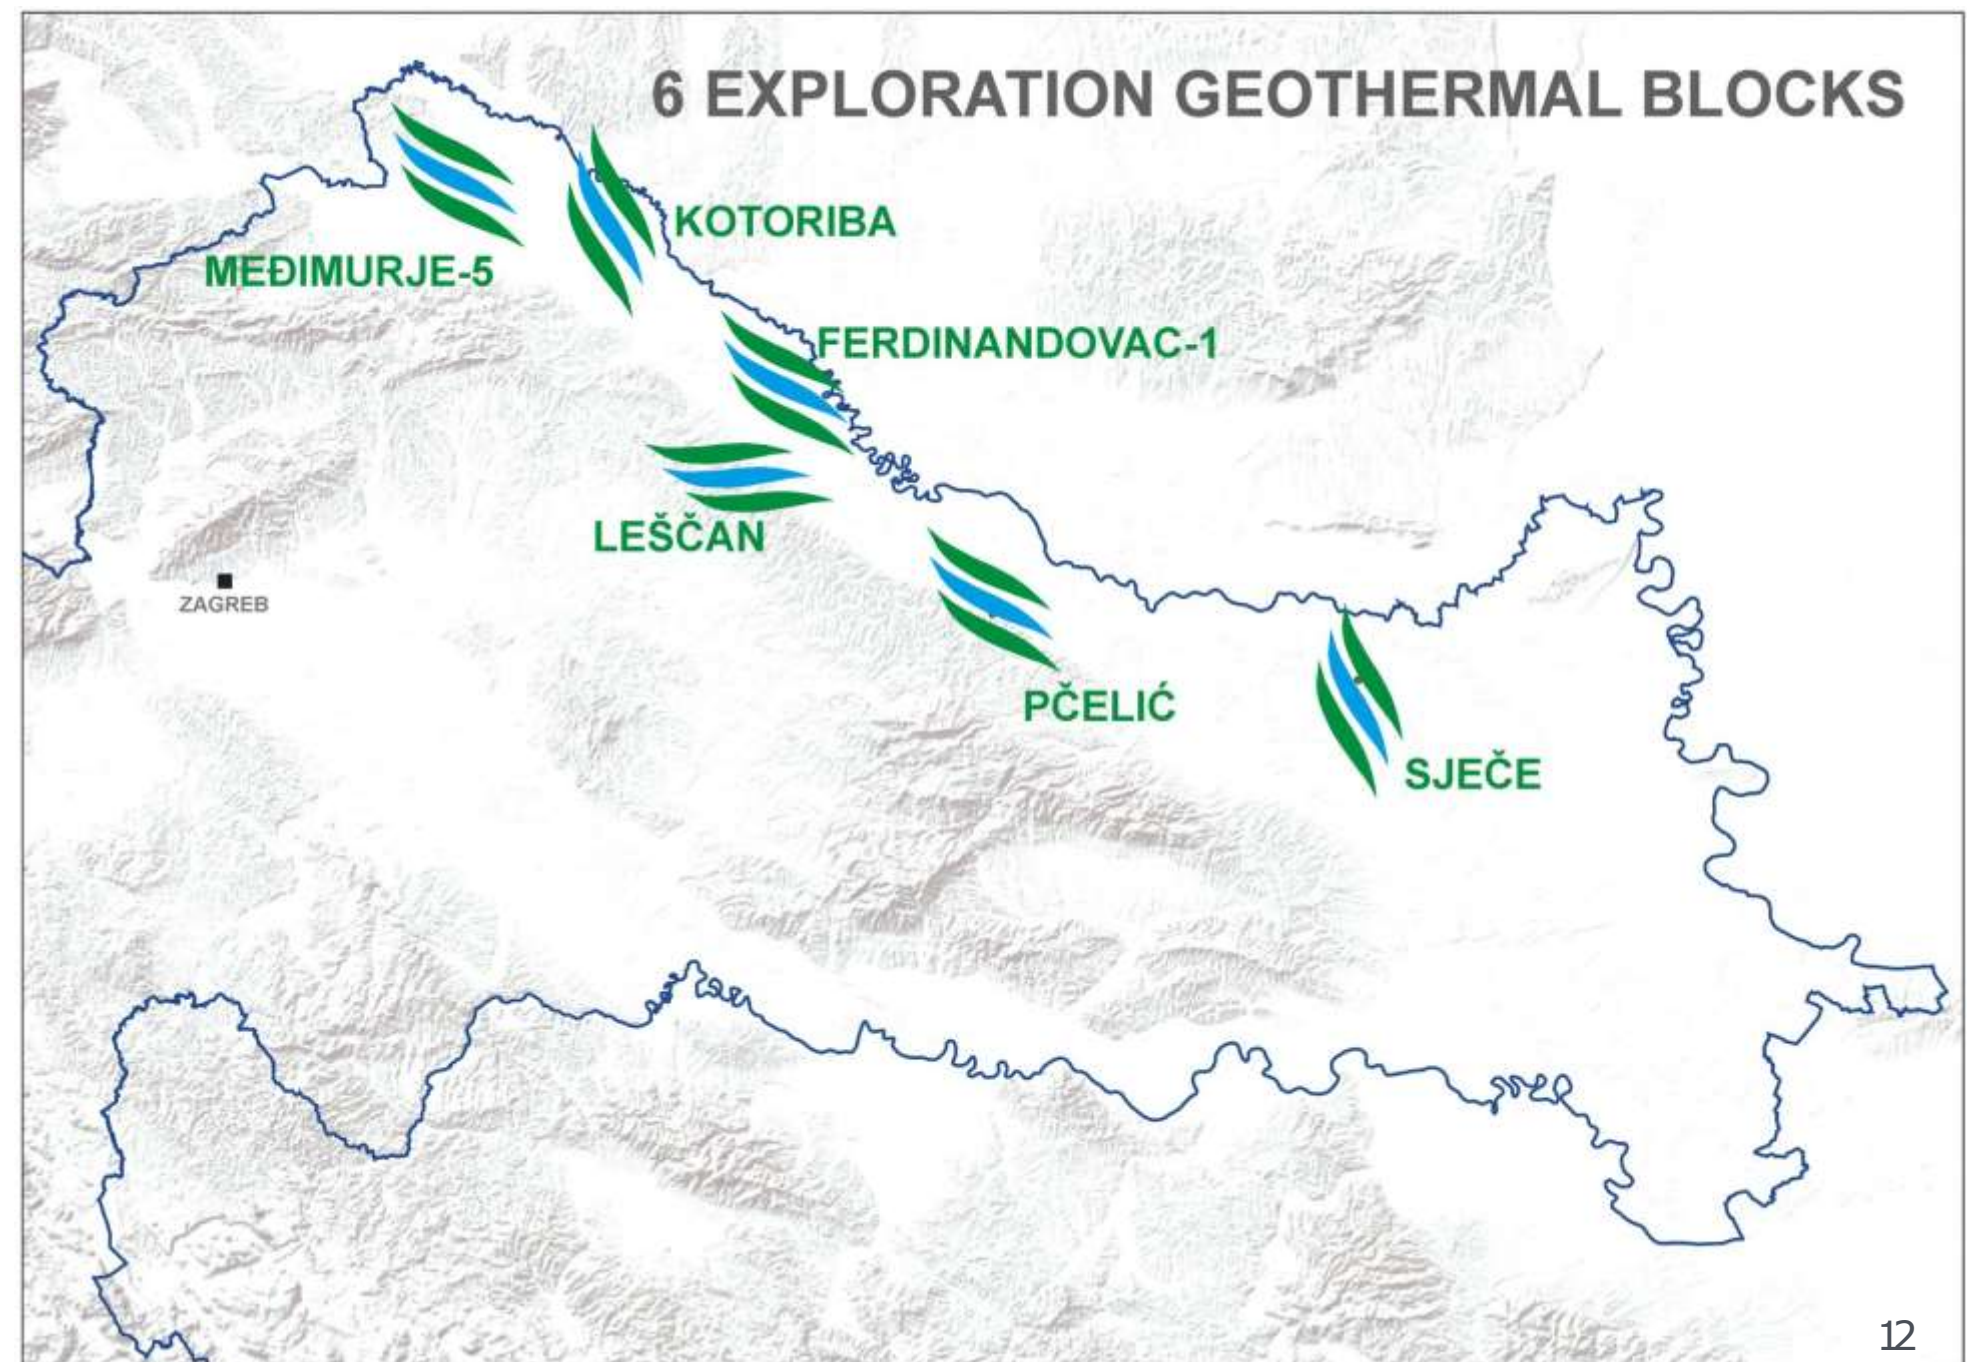 6 EXPLORATION GEOTHERMAL BLOCKS
KOTORIBA
MEĐIMURJE-5
FERDINANDOVAC-1
LEŠČAN
ZAGREB
PČELIĆ
SJEČE
12